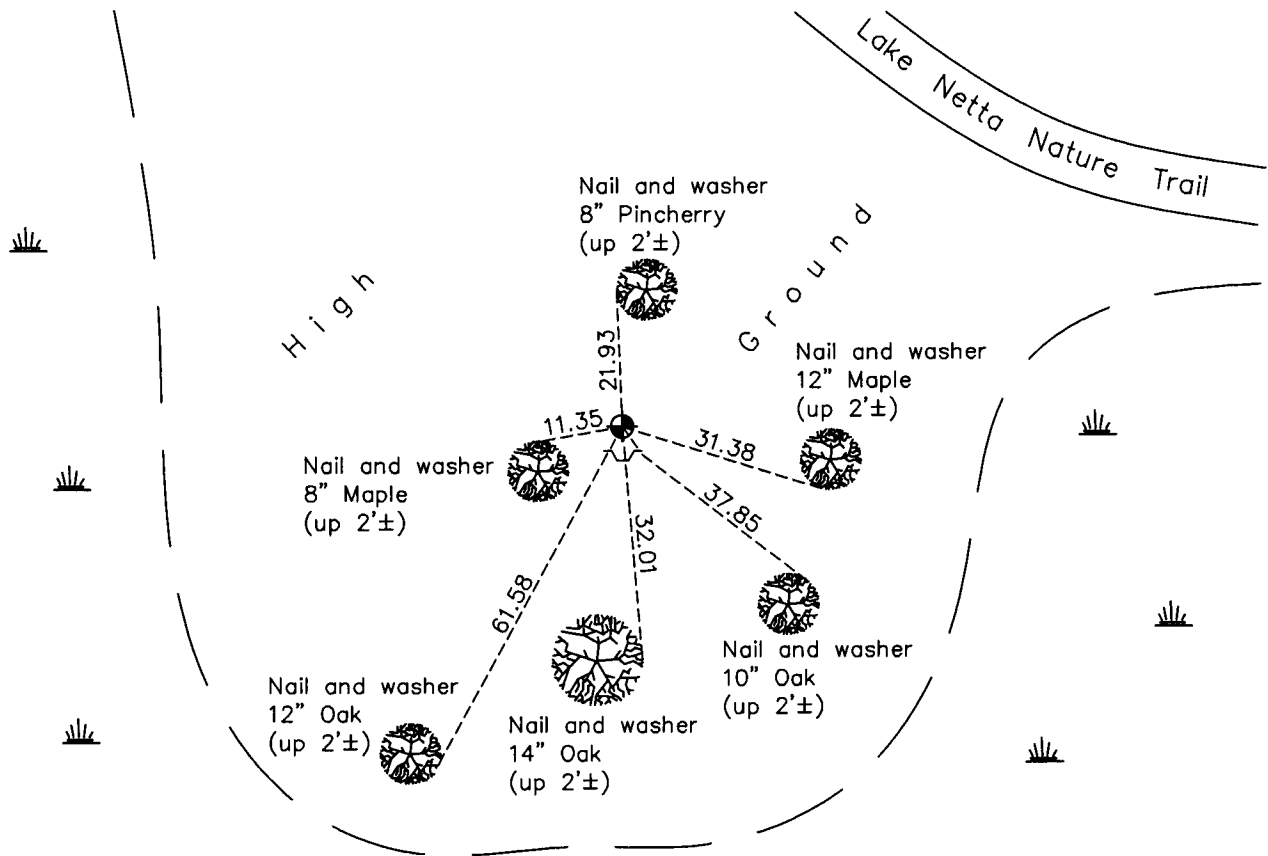 Lake Netta Nature Trail
Nail and washer
8" Pincherry
(up 2'±)
High Ground
Nail and washer
12" Maple
(up 2'±)
21.93
11.35
31.38
Nail and washer
8" Maple
(up 2'±)
37.85
32.01
61.58
Nail and washer
10" Oak
(up 2'±)
Nail and washer
12" Oak
(up 2'±)
Nail and washer
14" Oak
(up 2'±)